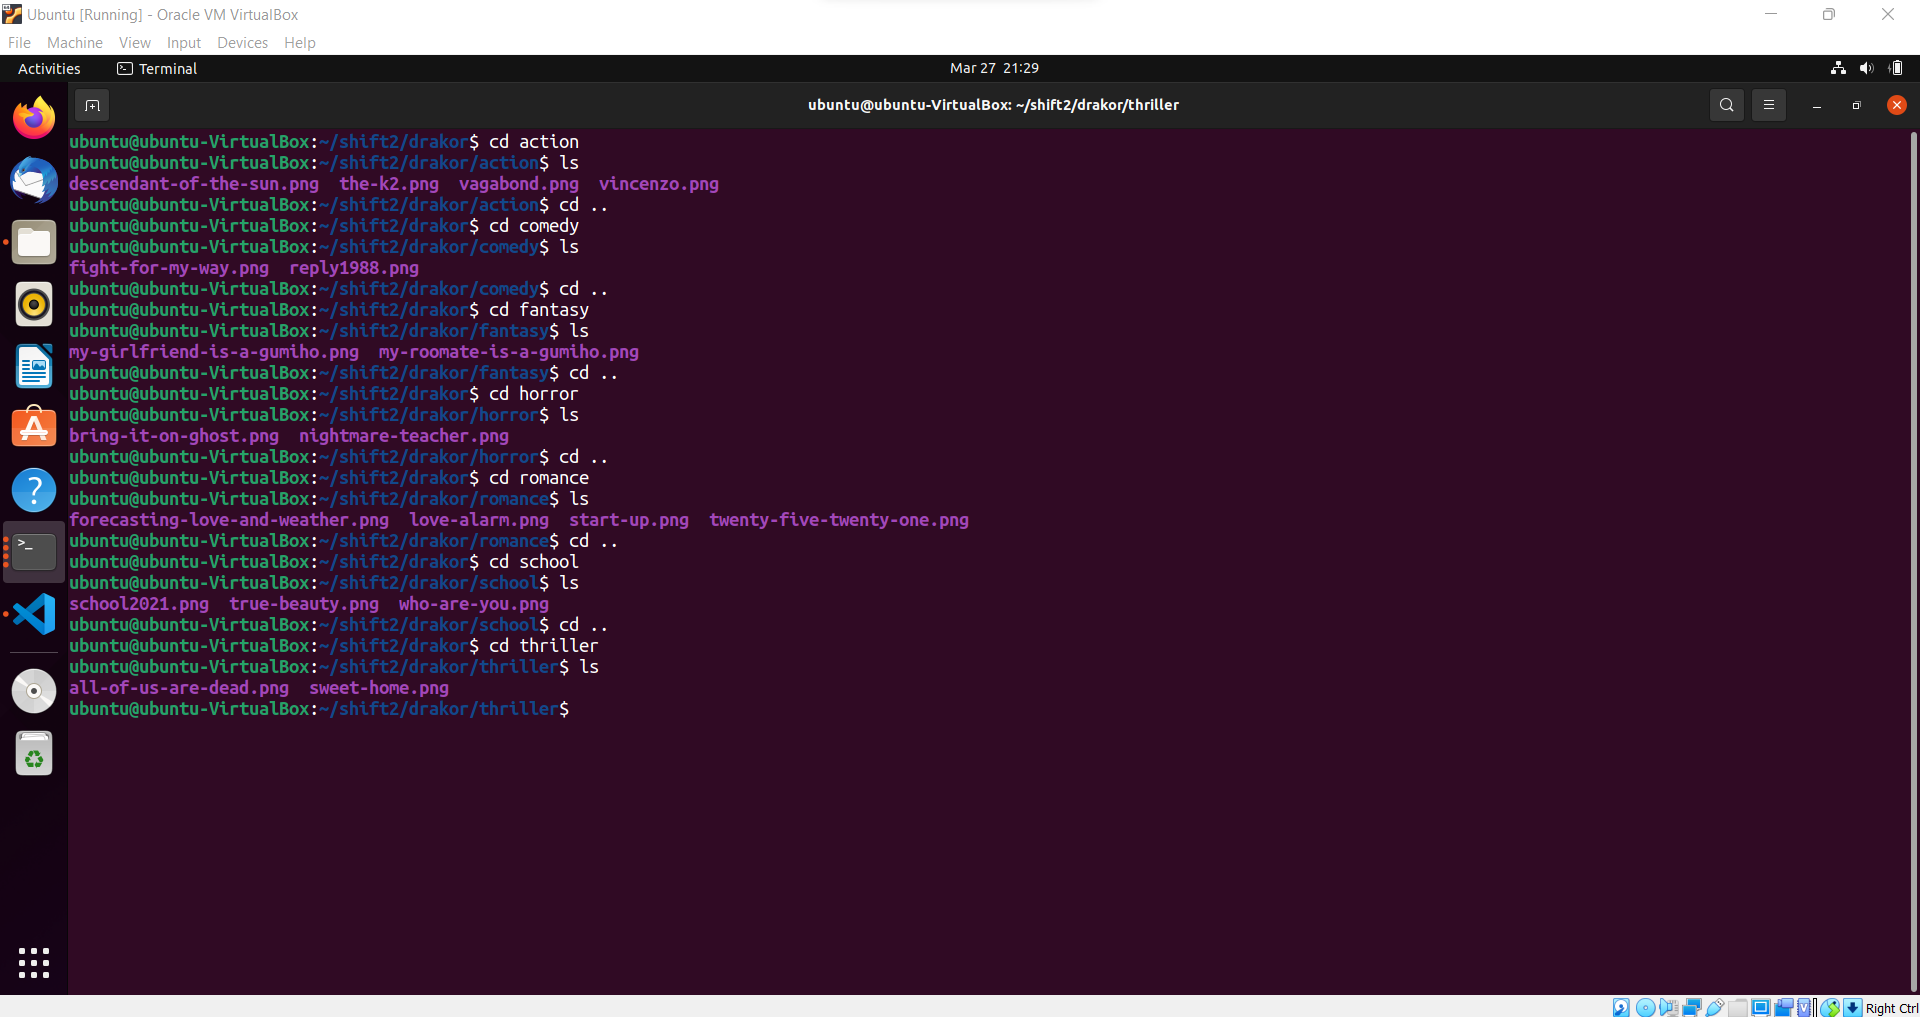 Ubuntu [Running] - Oracle VM VirtualBox
File Machine View Input Devices Help
Activities Terminal Mar 27 21:29
ubuntu@ubuntu-VirtualBox: ~/shift2/drakor/thriller
ubuntu@ubuntu-VirtualBox:~/shift2/drakor$ cd action
ubuntu@ubuntu-VirtualBox:~/shift2/drakor/action$ ls
descendant-of-the-sun.png the-k2.png vagabond.png vincenzo.png
ubuntu@ubuntu-VirtualBox:~/shift2/drakor/action$ cd ..
ubuntu@ubuntu-VirtualBox:~/shift2/drakor$ cd comedy
ubuntu@ubuntu-VirtualBox:~/shift2/drakor/comedy$ ls
fight-for-my-way.png reply1988.png
ubuntu@ubuntu-VirtualBox:~/shift2/drakor/comedy$ cd ..
ubuntu@ubuntu-VirtualBox:~/shift2/drakor$ cd fantasy
ubuntu@ubuntu-VirtualBox:~/shift2/drakor/fantasy$ ls
my-girlfriend-is-a-gumiho.png my-roomate-is-a-gumiho.png
ubuntu@ubuntu-VirtualBox:~/shift2/drakor/fantasy$ cd ..
ubuntu@ubuntu-VirtualBox:~/shift2/drakor$ cd horror
ubuntu@ubuntu-VirtualBox:~/shift2/drakor/horror$ ls
bring-it-on-ghost.png nightmare-teacher.png
ubuntu@ubuntu-VirtualBox:~/shift2/drakor/horror$ cd ..
ubuntu@ubuntu-VirtualBox:~/shift2/drakor$ cd romance
ubuntu@ubuntu-VirtualBox:~/shift2/drakor/romance$ ls
forecasting-love-and-weather.png love-alarm.png start-up.png twenty-five-twenty-one.png
ubuntu@ubuntu-VirtualBox:~/shift2/drakor/romance$ cd ..
ubuntu@ubuntu-VirtualBox:~/shift2/drakor$ cd school
ubuntu@ubuntu-VirtualBox:~/shift2/drakor/school$ ls
school2021.png true-beauty.png who-are-you.png
ubuntu@ubuntu-VirtualBox:~/shift2/drakor/school$ cd ..
ubuntu@ubuntu-VirtualBox:~/shift2/drakor$ cd thriller
ubuntu@ubuntu-VirtualBox:~/shift2/drakor/thriller$ ls
all-of-us-are-dead.png sweet-home.png
ubuntu@ubuntu-VirtualBox:~/shift2/drakor/thriller$
Right Ctrl